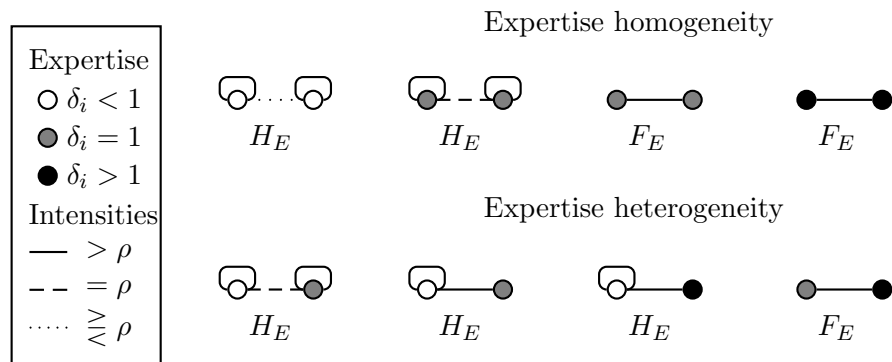 Expertise
δ_i < 1
δ_i = 1
δ_i > 1
Intensities
> ρ
= ρ
⋛ ρ
Expertise homogeneity
H_E H_E F_E F_E
Expertise heterogeneity
H_E H_E H_E F_E